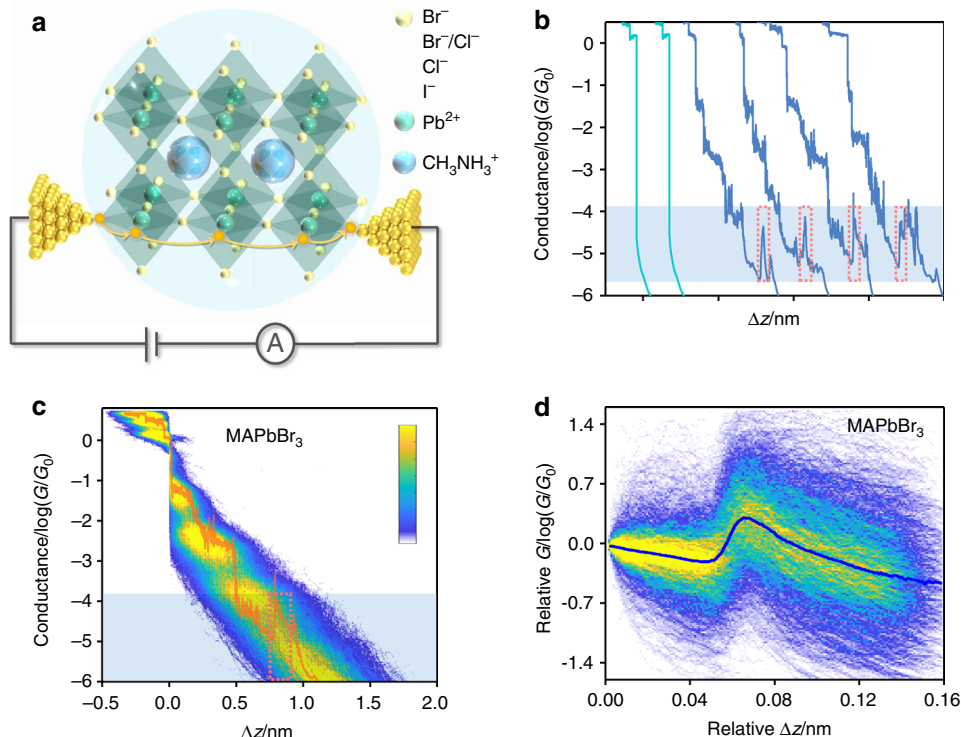 a
Br⁻
Br⁻/Cl⁻
Cl⁻
I⁻
Pb²⁺
CH₃NH₃⁺
A
b
Conductance/log(G/G₀)
0
−1
−2
−3
−4
−5
−6
Δz/nm
c
MAPbBr₃
Conductance/log(G/G₀)
0
−1
−2
−3
−4
−5
−6
−0.5 0.0 0.5 1.0 1.5 2.0
Δz/nm
d
MAPbBr₃
Relative G/log(G/G₀)
1.4
0.7
0.0
−0.7
−1.4
0.00 0.04 0.08 0.12 0.16
Relative Δz/nm